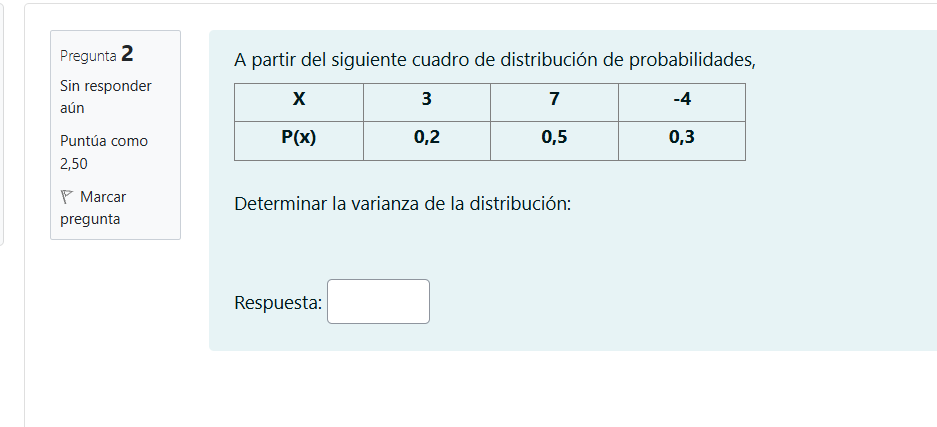 Pregunta 2
Sin responder
aún
Puntúa como
2,50
Marcar
pregunta
A partir del siguiente cuadro de distribución de probabilidades,
X 3 7 -4
P(x) 0,2 0,5 0,3
Determinar la varianza de la distribución:
Respuesta: